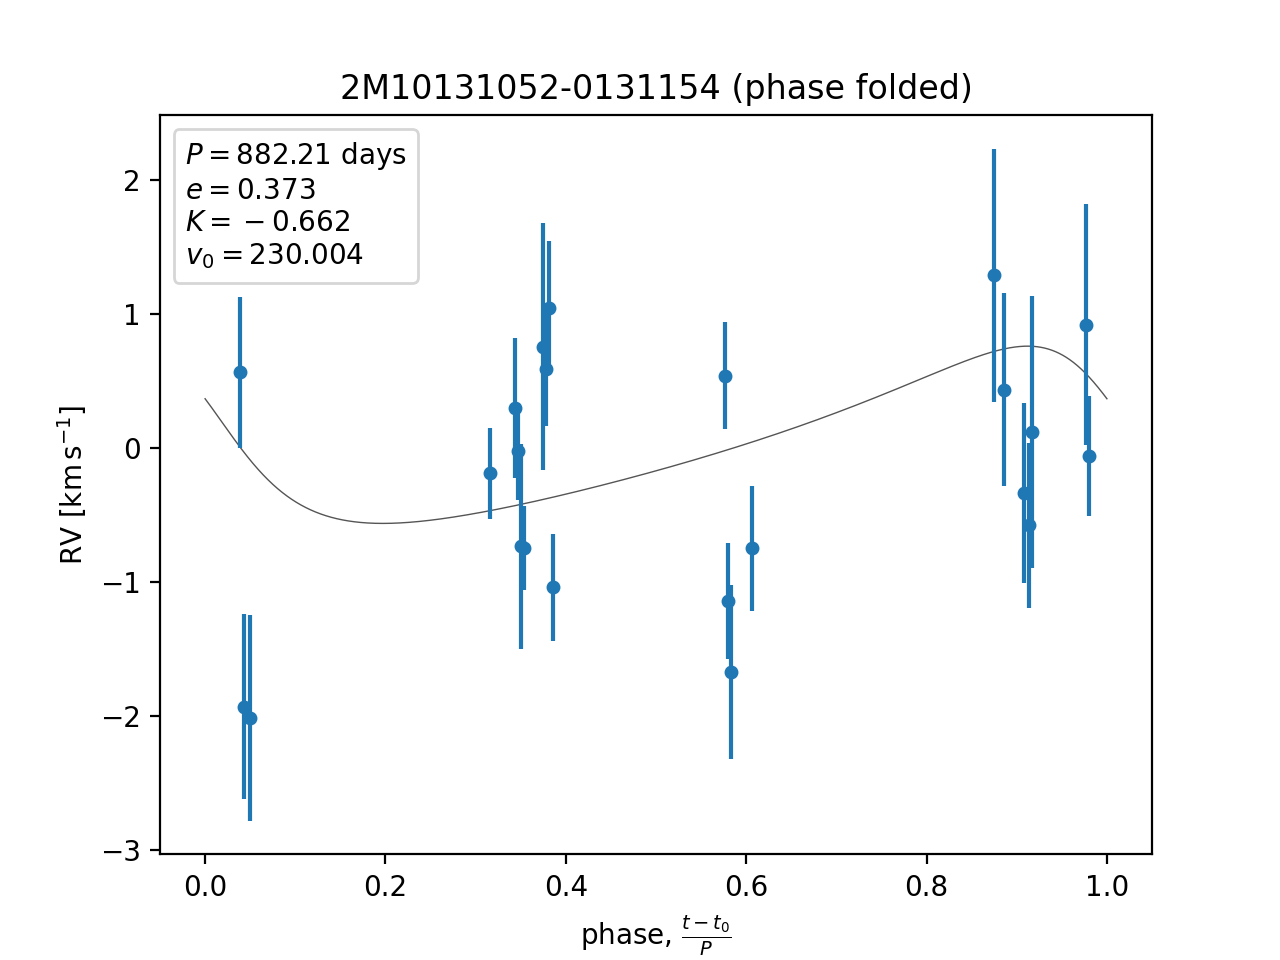 2M10131052-0131154 (phase folded)
P = 882.21 days
e = 0.373
K = −0.662
v₀ = 230.004
2
1
0
−1
−2
−3
RV [km s⁻¹]
0.0 0.2 0.4 0.6 0.8 1.0
phase, (t − t₀)/P